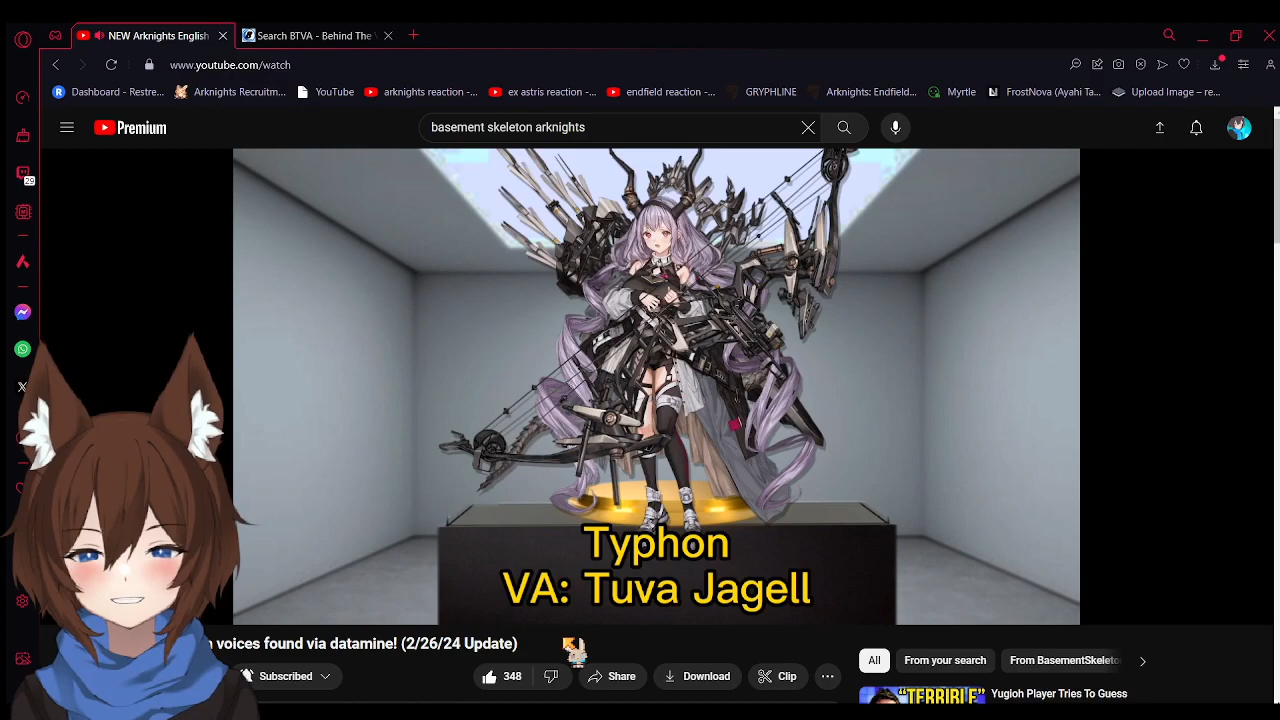 NEW Arknights English
Search BTVA - Behind The
www.youtube.com/watch
Dashboard - Restre...
Arknights Recruitm...
YouTube
arknights reaction -...
ex astris reaction -...
endfield reaction -...
GRYPHLINE
Arknights: Endfield...
Myrtle
FrostNova (Ayahi Ta...
Upload Image – re...
Premium
basement skeleton arknights
29
Typhon
VA: Tuva Jagell
voices found via datamine! (2/26/24 Update)
Subscribed
348
Share
Download
Clip
All
From your search
From BasementSkeleto
"TERRIBLE"
Yugioh Player Tries To Guess